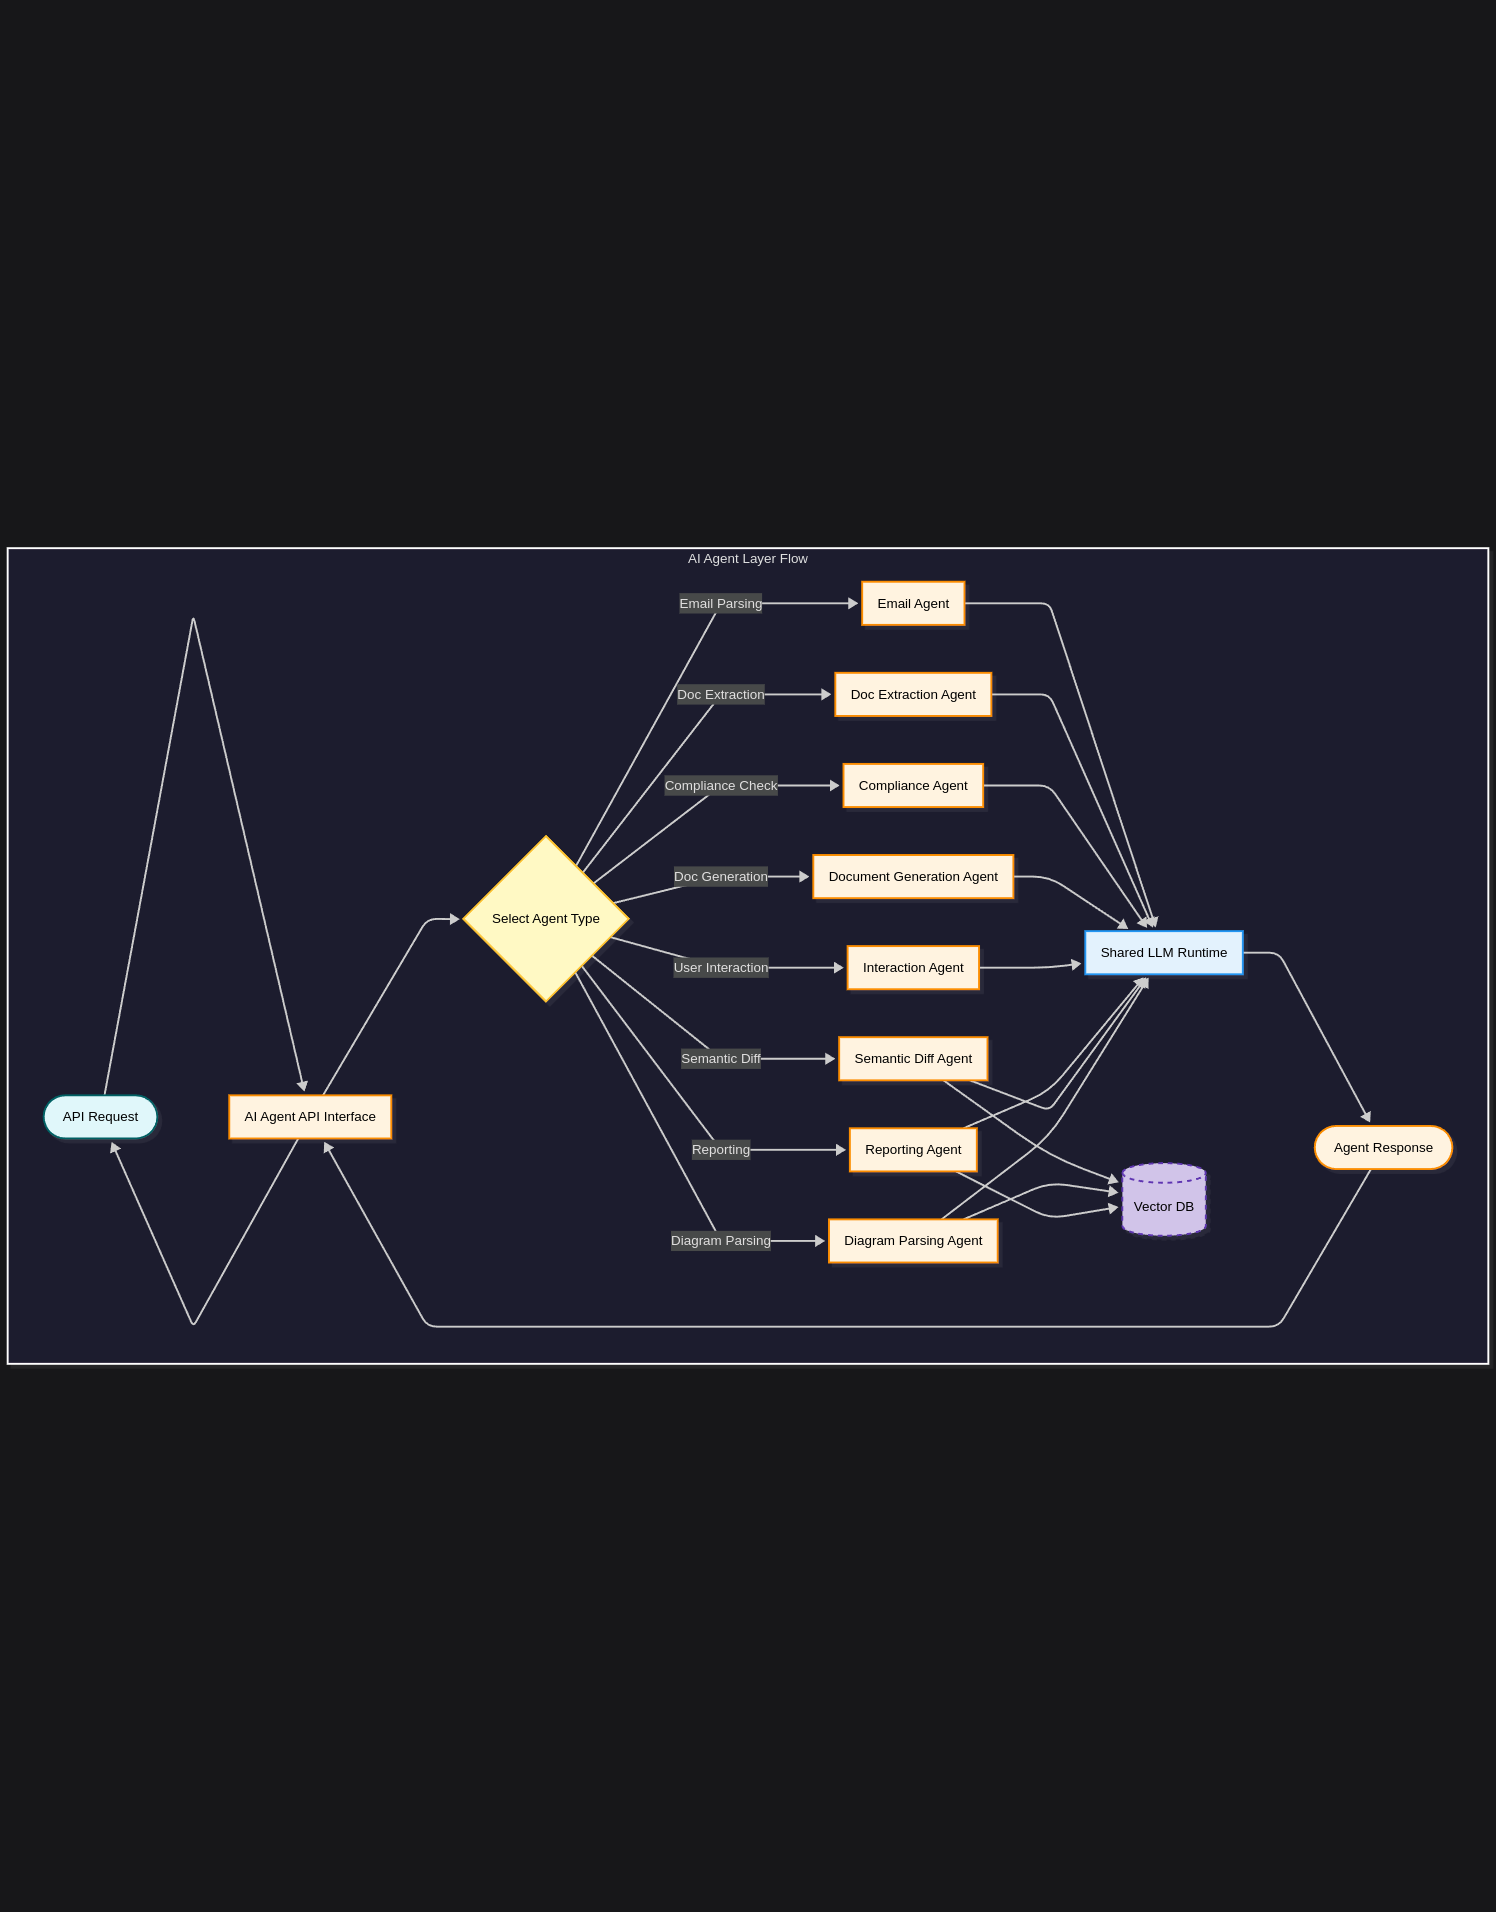 AI Agent Layer Flow
Email Parsing
Email Agent
Doc Extraction
Doc Extraction Agent
Compliance Check
Compliance Agent
Doc Generation
Document Generation Agent
Select Agent Type
Shared LLM Runtime
User Interaction
Interaction Agent
Semantic Diff
Semantic Diff Agent
API Request
AI Agent API Interface
Reporting
Reporting Agent
Agent Response
Vector DB
Diagram Parsing
Diagram Parsing Agent